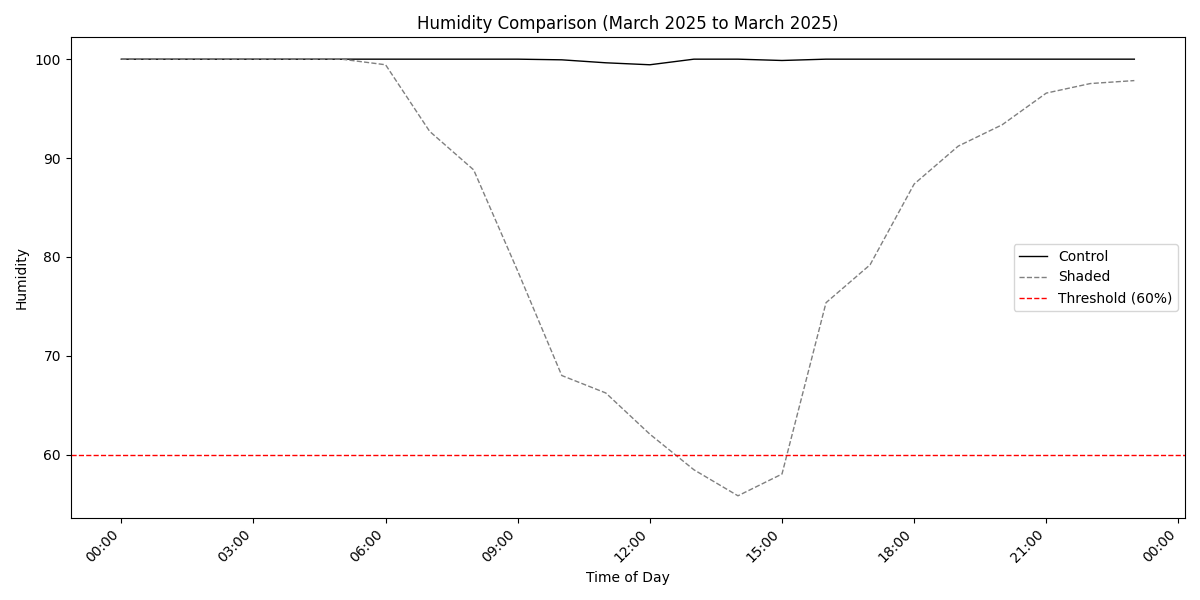 Humidity Comparison (March 2025 to March 2025)
100
90
80
70
60
Humidity
Control
Shaded
Threshold (60%)
00:00
03:00
06:00
09:00
12:00
15:00
18:00
21:00
00:00
Time of Day